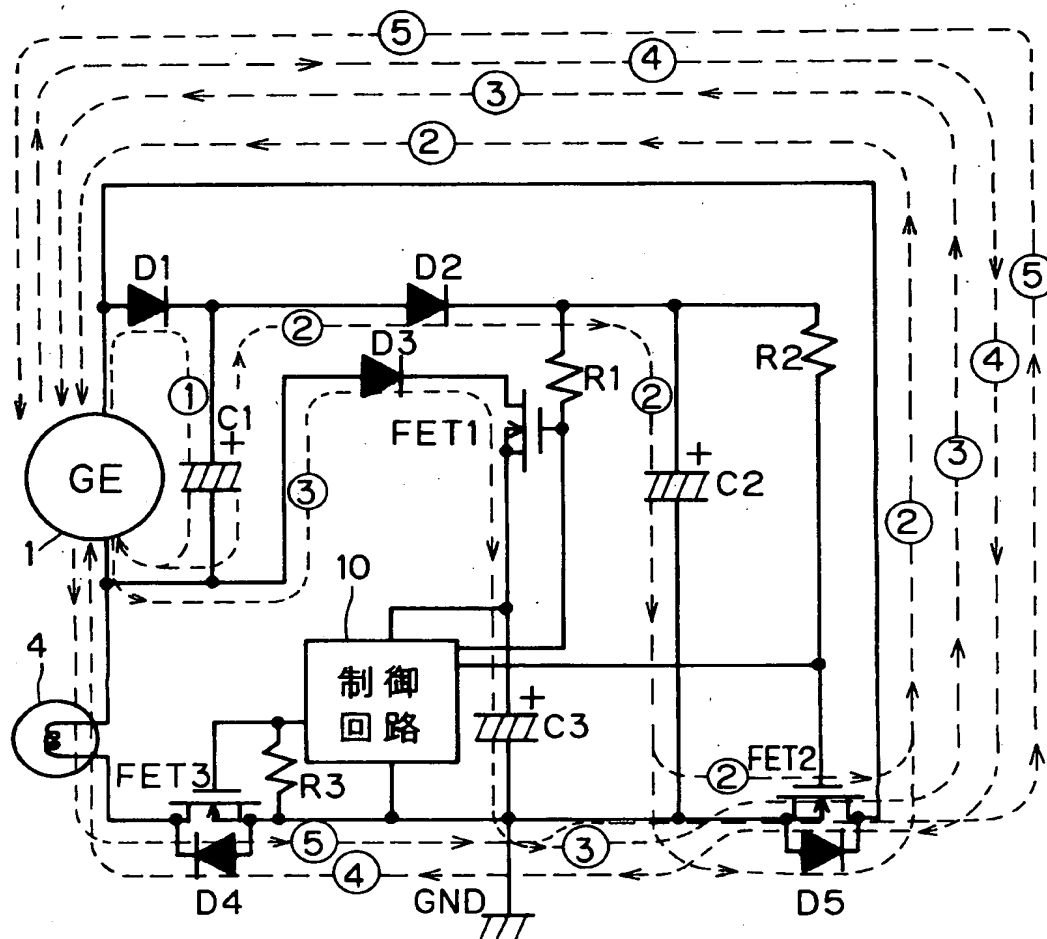 ⑤
④
③
②
D1
D2
⑤
②
D3
R1
R2
①
C1
+
②
④
FET1
③
GE
③
+
C2
②
1
10
4
制御
回路
+
C3
FET3
R3
②
FET2
⑤
③
④
D4
GND
D5